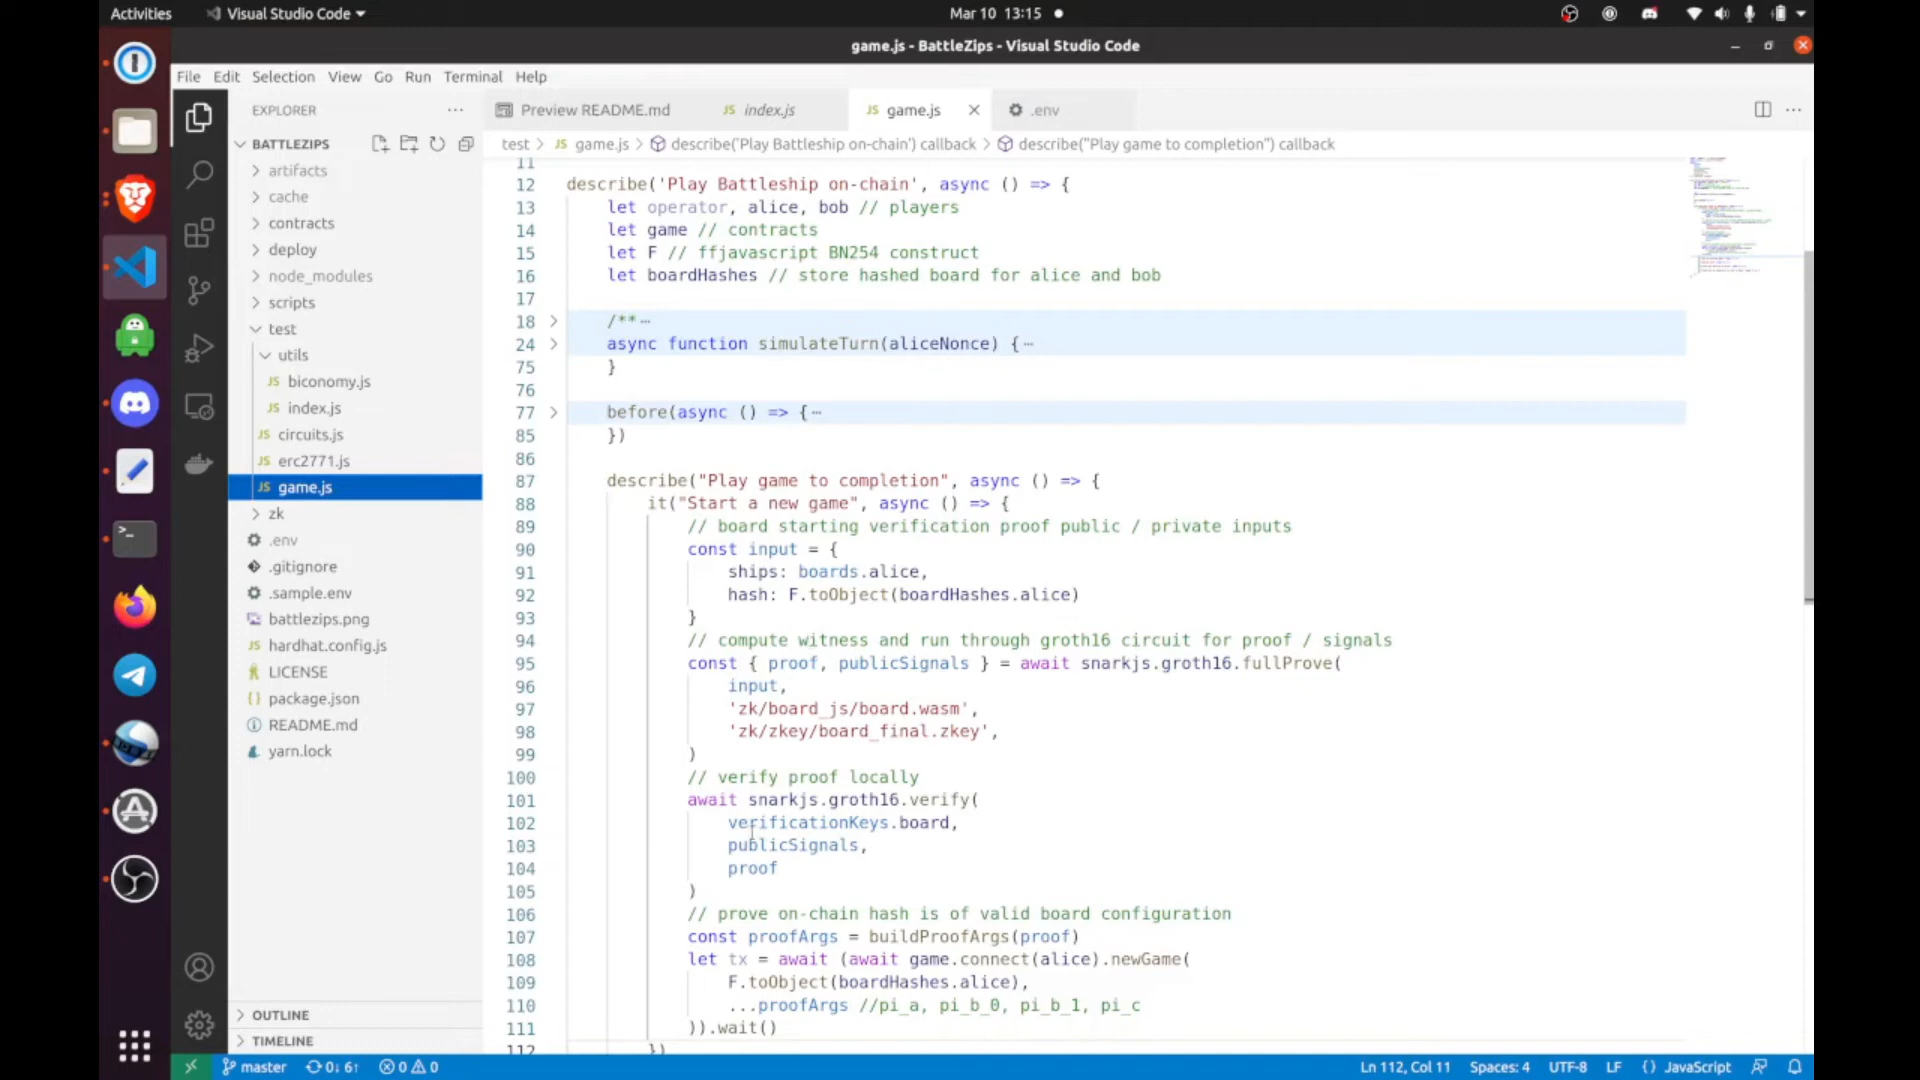 Activities
Visual Studio Code
Mar 10 13:15
game.js - BattleZips - Visual Studio Code
File Edit Selection View Go Run Terminal Help
EXPLORER
BATTLEZIPS
artifacts
cache
contracts
deploy
node_modules
scripts
test
utils
JS biconomy.js
JS index.js
JS circuits.js
JS erc2771.js
JS game.js
zk
.env
.gitignore
.sample.env
battlezips.png
JS hardhat.config.js
LICENSE
{} package.json
README.md
yarn.lock
OUTLINE
TIMELINE
Preview README.md
JS index.js
JS game.js
.env
test > JS game.js > describe('Play Battleship on-chain') callback > describe("Play game to completion") callback
11
12 describe('Play Battleship on-chain', async () => {
13 let operator, alice, bob // players
14 let game // contracts
15 let F // ffjavascript BN254 construct
16 let boardHashes // store hashed board for alice and bob
17
18 /** ⋯
24 async function simulateTurn(aliceNonce) { ⋯
75 }
76
77 before(async () => { ⋯
85 })
86
87 describe("Play game to completion", async () => {
88 it("Start a new game", async () => {
89 // board starting verification proof public / private inputs
90 const input = {
91 ships: boards.alice,
92 hash: F.toObject(boardHashes.alice)
93 }
94 // compute witness and run through groth16 circuit for proof / signals
95 const { proof, publicSignals } = await snarkjs.groth16.fullProve(
96 input,
97 'zk/board_js/board.wasm',
98 'zk/zkey/board_final.zkey',
99 )
100 // verify proof locally
101 await snarkjs.groth16.verify(
102 verificationKeys.board,
103 publicSignals,
104 proof
105 )
106 // prove on-chain hash is of valid board configuration
107 const proofArgs = buildProofArgs(proof)
108 let tx = await (await game.connect(alice).newGame(
109 F.toObject(boardHashes.alice),
110 ...proofArgs //pi_a, pi_b_0, pi_b_1, pi_c
111 )).wait()
112 })
master 0↓ 6↑ 0 0
Ln 112, Col 11 Spaces: 4 UTF-8 LF {} JavaScript